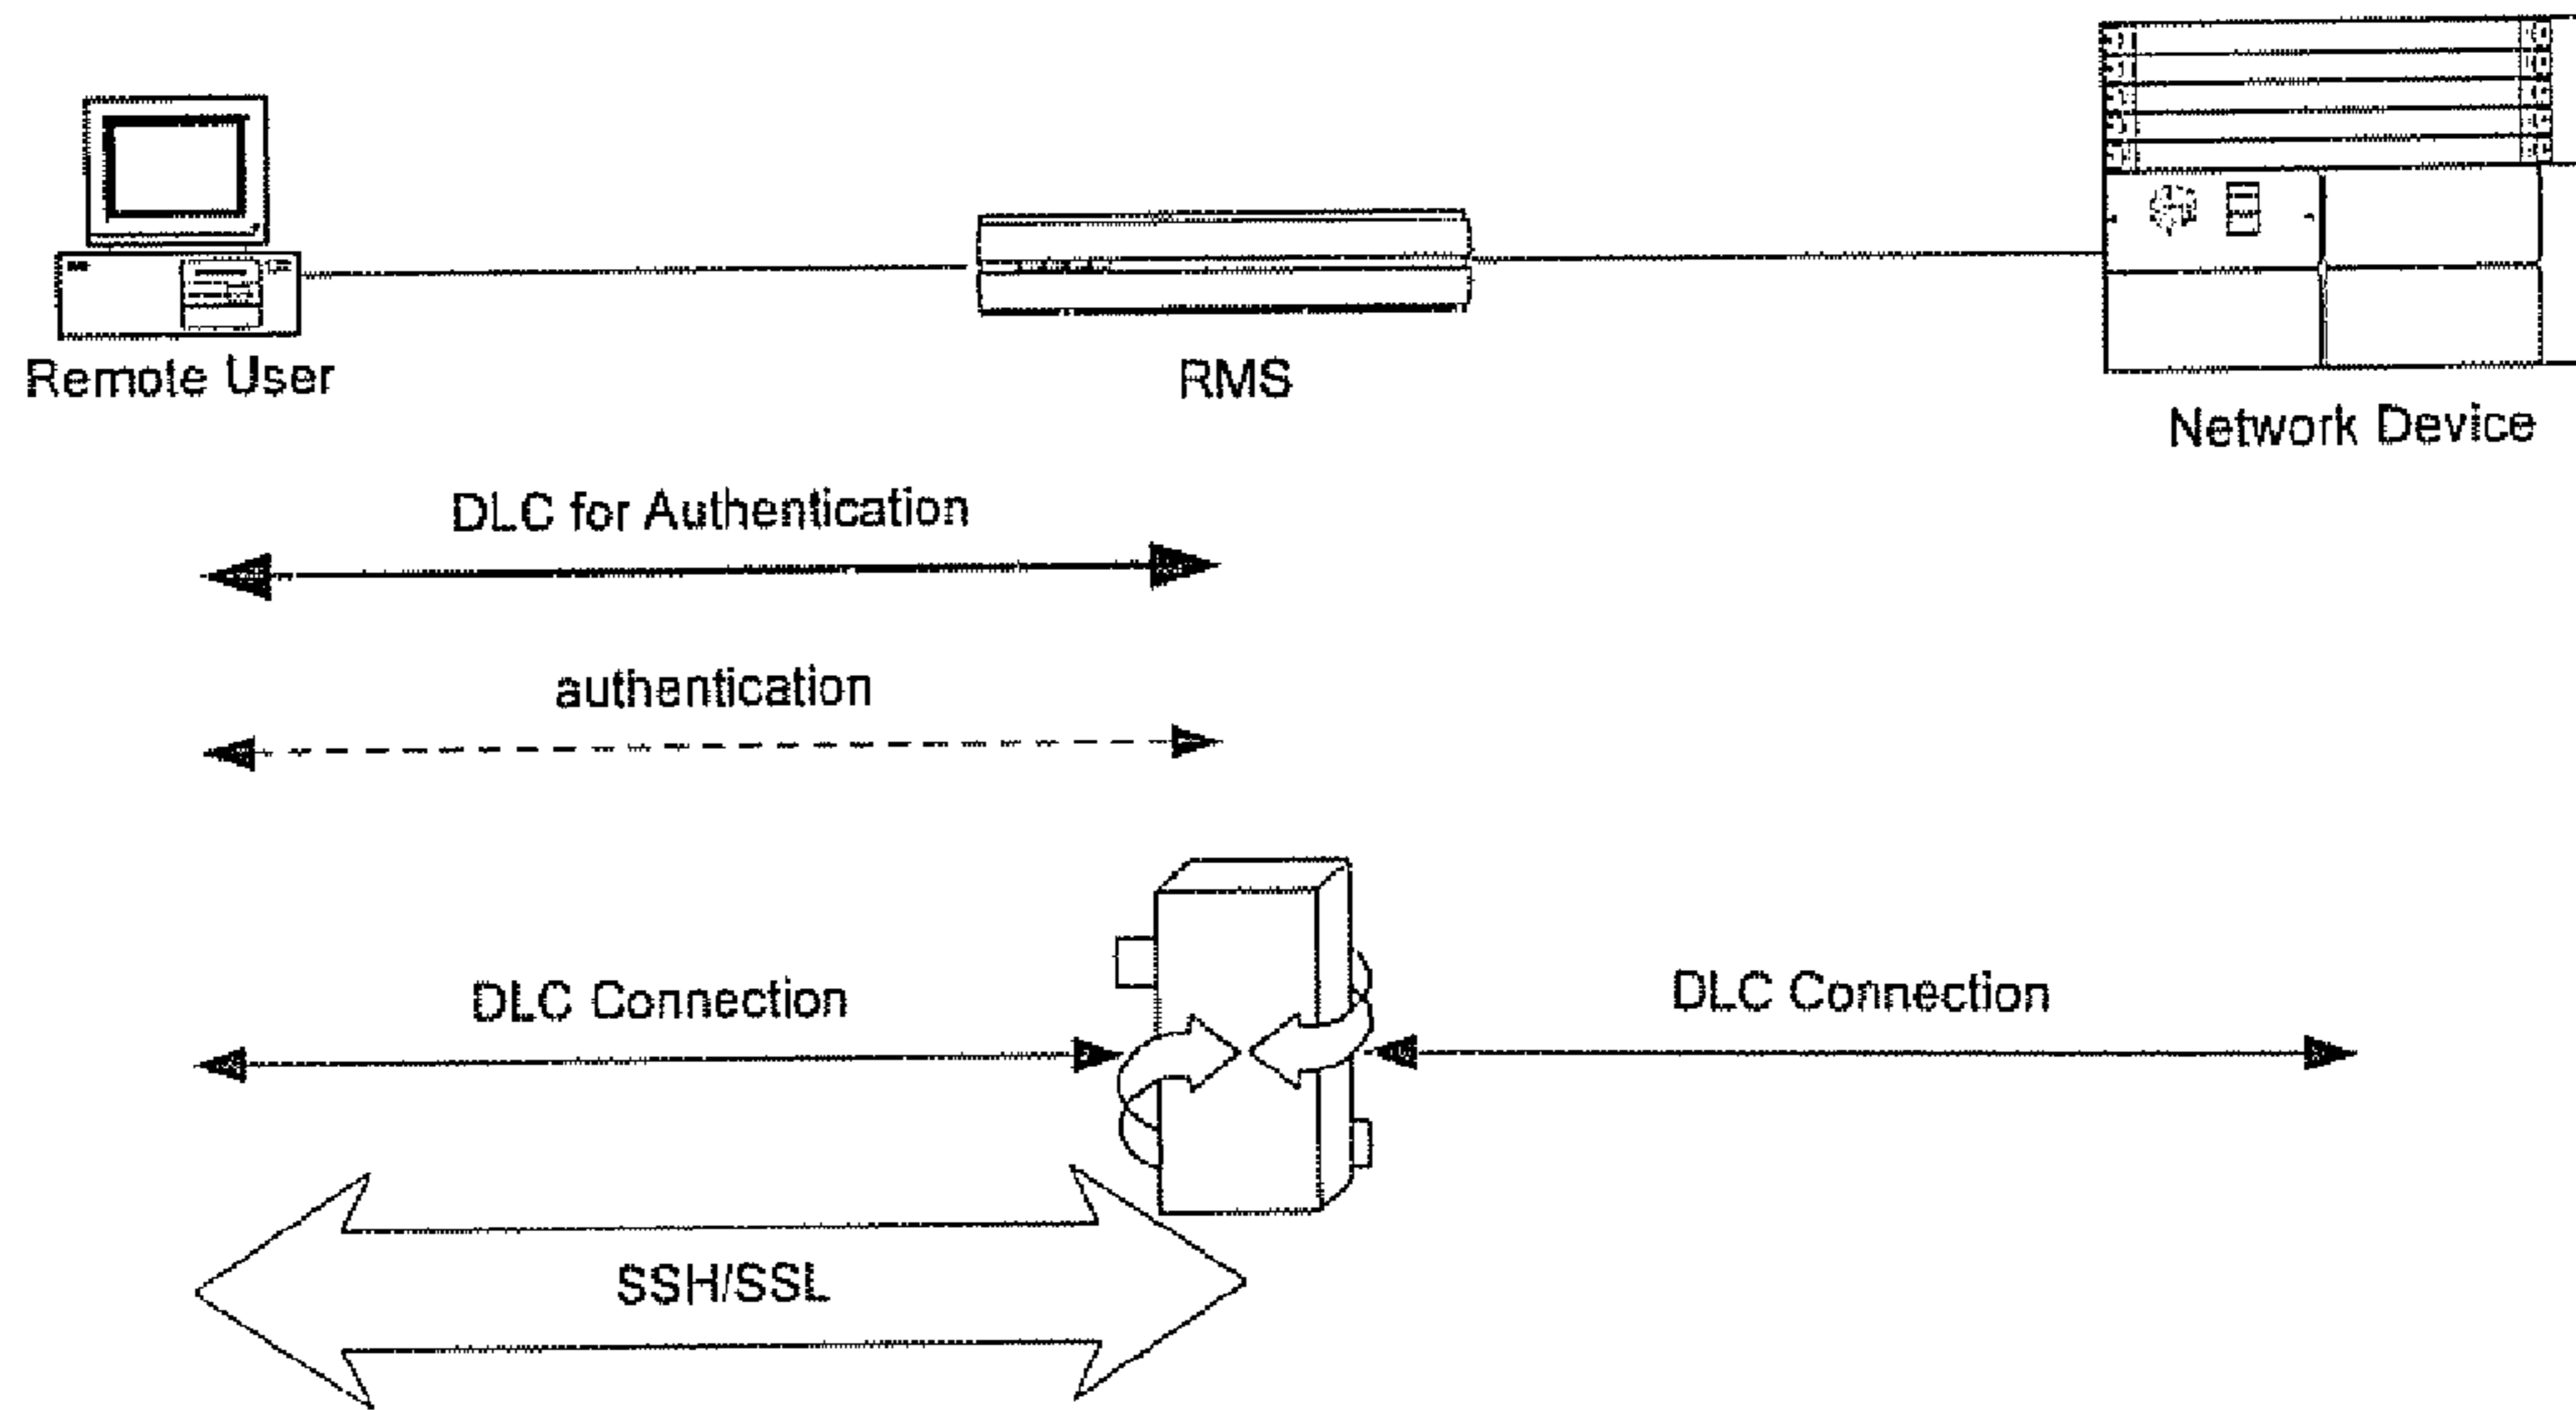 Remote User
RMS
Network Device
DLC for Authentication
authentication
DLC Connection
DLC Connection
SSH/SSL